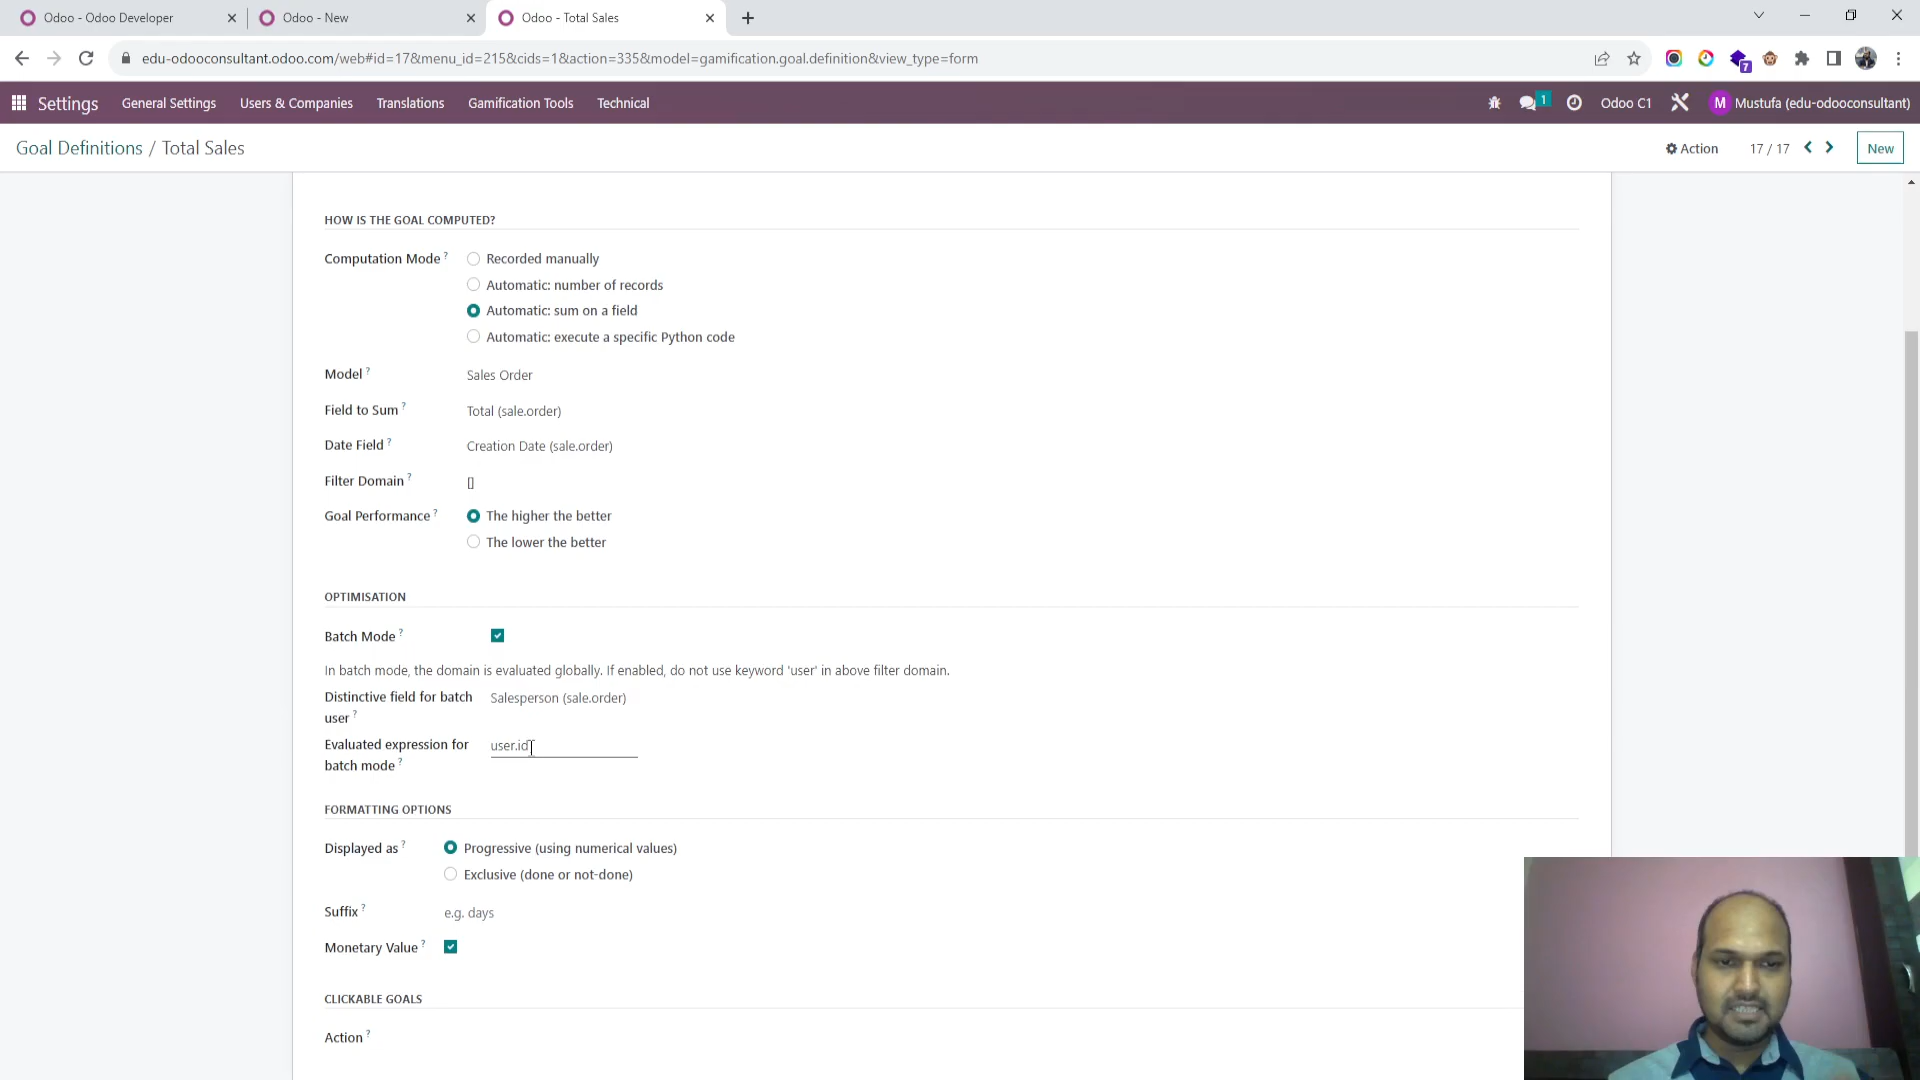 Odoo - Odoo Developer
Odoo - New
Odoo - Total Sales
edu-odooconsultant.odoo.com/web#id=17&menu_id=215&cids=1&action=335&model=gamification.goal.definition&view_type=form
7
Settings General Settings Users & Companies Translations Gamification Tools Technical
1 Odoo C1 M Mustufa (edu-odooconsultant)
Goal Definitions / Total Sales
Action 17 / 17 New
HOW IS THE GOAL COMPUTED?
Computation Mode ? Recorded manually
Automatic: number of records
Automatic: sum on a field
Automatic: execute a specific Python code
Model ? Sales Order
Field to Sum ? Total (sale.order)
Date Field ? Creation Date (sale.order)
Filter Domain ? []
Goal Performance ? The higher the better
The lower the better
OPTIMISATION
Batch Mode ?
In batch mode, the domain is evaluated globally. If enabled, do not use keyword 'user' in above filter domain.
Distinctive field for batch Salesperson (sale.order)
user ?
Evaluated expression for user.id
batch mode ?
FORMATTING OPTIONS
Displayed as ? Progressive (using numerical values)
Exclusive (done or not-done)
Suffix ? e.g. days
Monetary Value ?
CLICKABLE GOALS
Action ?